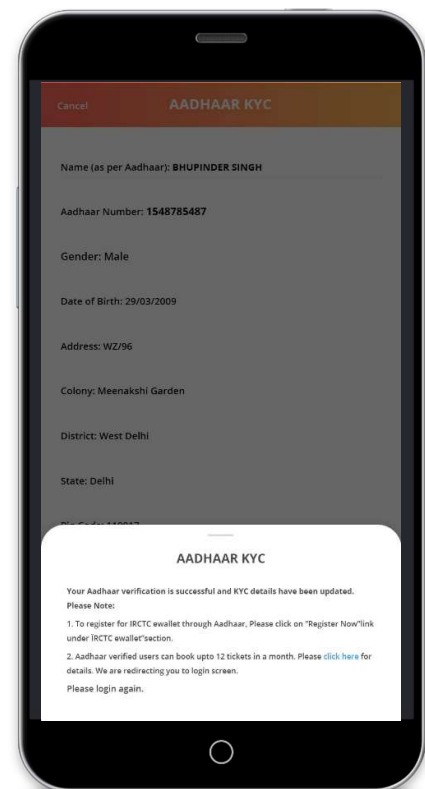 Cancel AADHAAR KYC
Name (as per Aadhaar): BHUPINDER SINGH
Aadhaar Number: 1548785487
Gender: Male
Date of Birth: 29/03/2009
Address: WZ/96
Colony: Meenakshi Garden
District: West Delhi
State: Delhi
AADHAAR KYC
Your Aadhaar verification is successful and KYC details have been updated.
Please Note:
1. To register for IRCTC ewallet through Aadhaar, Please click on "Register Now"link
under ÏRCTC ewallet"section.
2. Aadhaar verified users can book upto 12 tickets in a month. Please click here for
details. We are redirecting you to login screen.
Please login again.